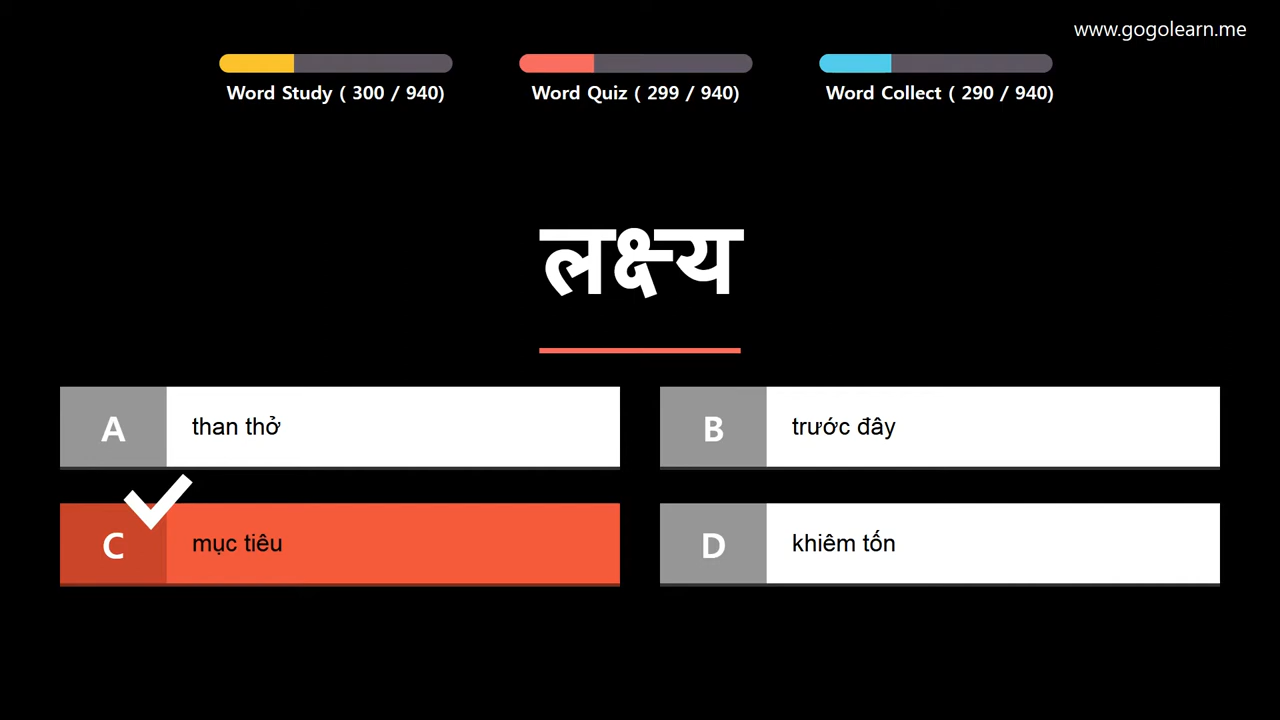 www.gogolearn.me
Word Study ( 300 / 940)
Word Quiz ( 299 / 940)
Word Collect ( 290 / 940)
लक्ष्य
A than thở
B trước đây
C mục tiêu
D khiêm tốn